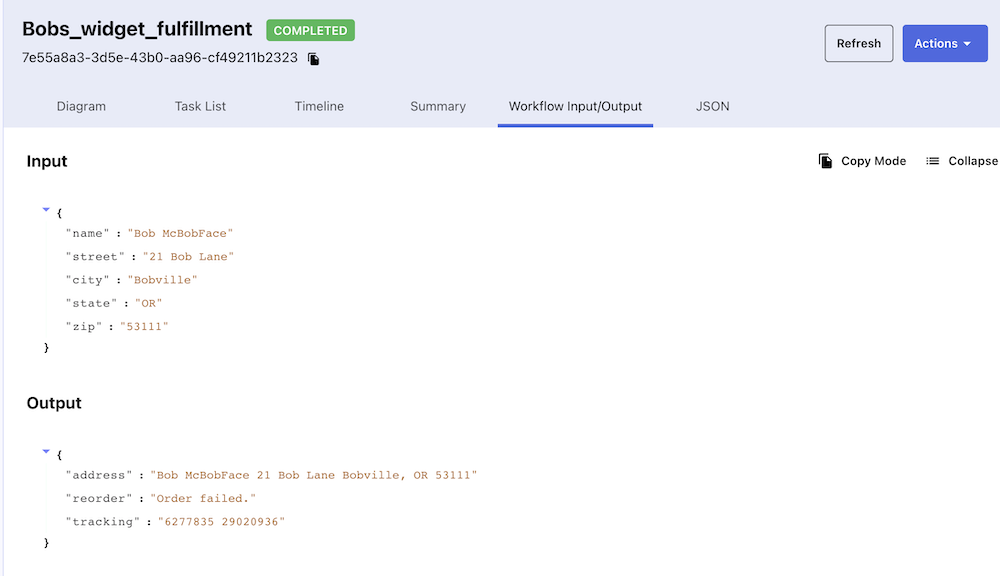 Bobs_widget_fulfillment COMPLETED
7e55a8a3-3d5e-43b0-aa96-cf49211b2323
Refresh Actions
Diagram Task List Timeline Summary Workflow Input/Output JSON
Input Copy Mode Collapse
{
"name" : "Bob McBobFace"
"street" : "21 Bob Lane"
"city" : "Bobville"
"state" : "OR"
"zip" : "53111"
}
Output
{
"address" : "Bob McBobFace 21 Bob Lane Bobville, OR 53111"
"reorder" : "Order failed."
"tracking" : "6277835 29020936"
}